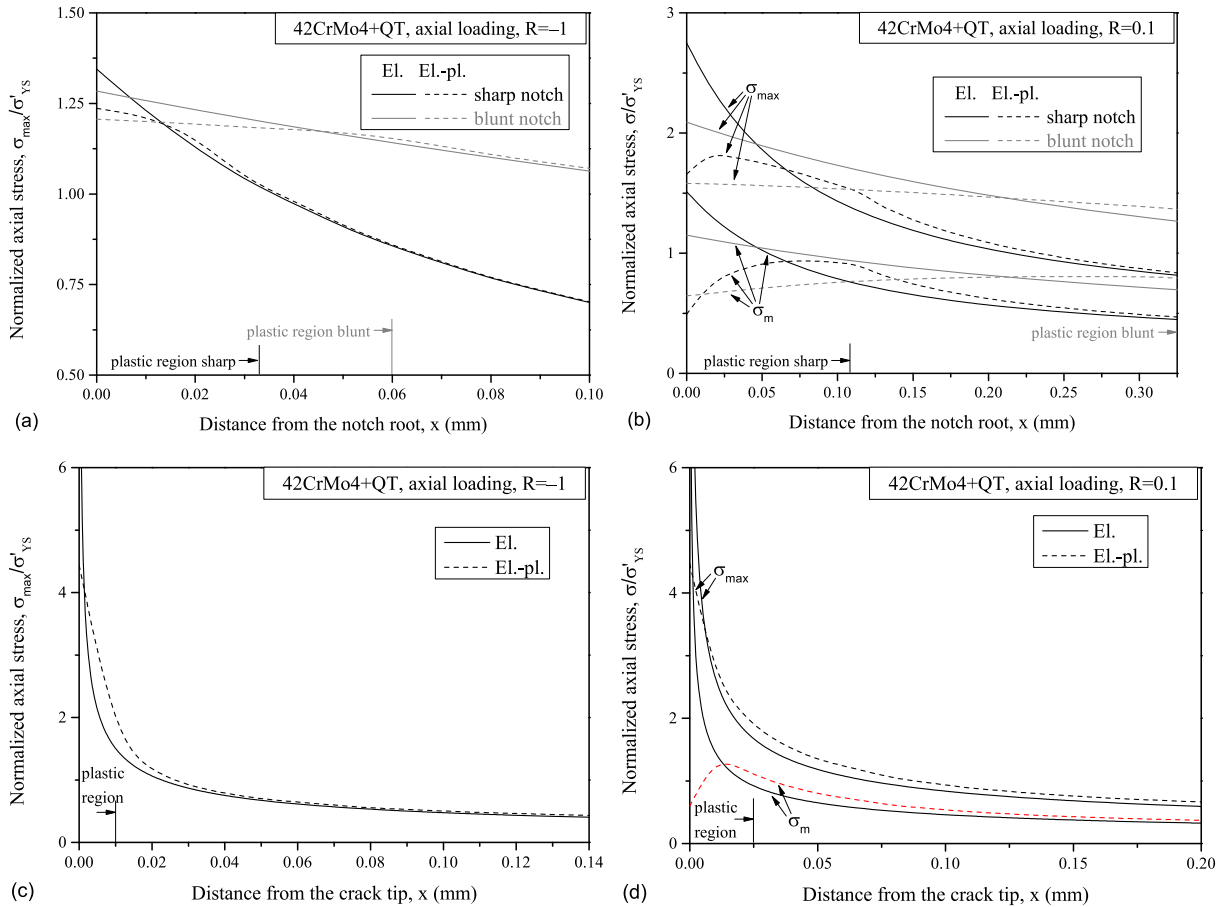 42CrMo4+QT, axial loading, R=–1
El. El.-pl.
sharp notch
blunt notch
Normalized axial stress, σmax/σ'YS
1.50
1.25
1.00
0.75
0.50
plastic region blunt
plastic region sharp
0.00 0.02 0.04 0.06 0.08 0.10
(a)
Distance from the notch root, x (mm)
42CrMo4+QT, axial loading, R=0.1
El. El.-pl.
sharp notch
blunt notch
σmax
σm
Normalized axial stress, σ/σ'YS
3
2
1
0
plastic region blunt
plastic region sharp
0.00 0.05 0.10 0.15 0.20 0.25 0.30
(b)
Distance from the notch root, x (mm)
42CrMo4+QT, axial loading, R=–1
El.
El.-pl.
Normalized axial stress, σmax/σ'YS
6
4
2
0
plastic
region
0.00 0.02 0.04 0.06 0.08 0.10 0.12 0.14
(c)
Distance from the crack tip, x (mm)
42CrMo4+QT, axial loading, R=0.1
El.
El.-pl.
σmax
σm
Normalized axial stress, σ/σ'YS
6
4
2
0
plastic
region
0.00 0.05 0.10 0.15 0.20
(d)
Distance from the crack tip, x (mm)